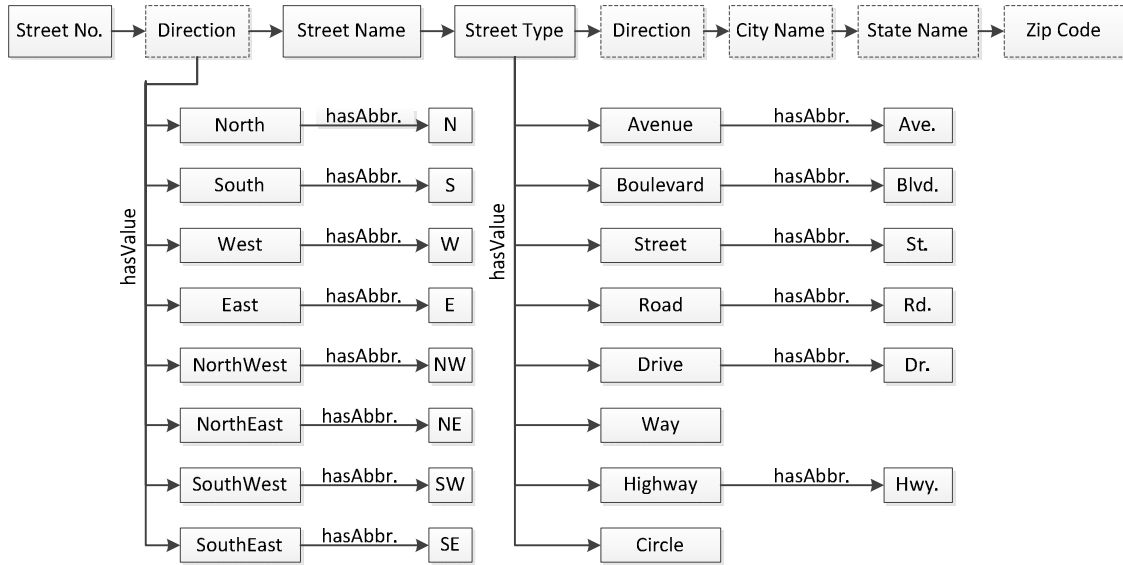 Street No. Direction Street Name Street Type Direction City Name State Name Zip Code
North hasAbbr. N Avenue hasAbbr. Ave.
South hasAbbr. S Boulevard hasAbbr. Blvd.
hasValue West hasAbbr. W hasValue Street hasAbbr. St.
East hasAbbr. E Road hasAbbr. Rd.
NorthWest hasAbbr. NW Drive hasAbbr. Dr.
NorthEast hasAbbr. NE Way
SouthWest hasAbbr. SW Highway hasAbbr. Hwy.
SouthEast hasAbbr. SE Circle